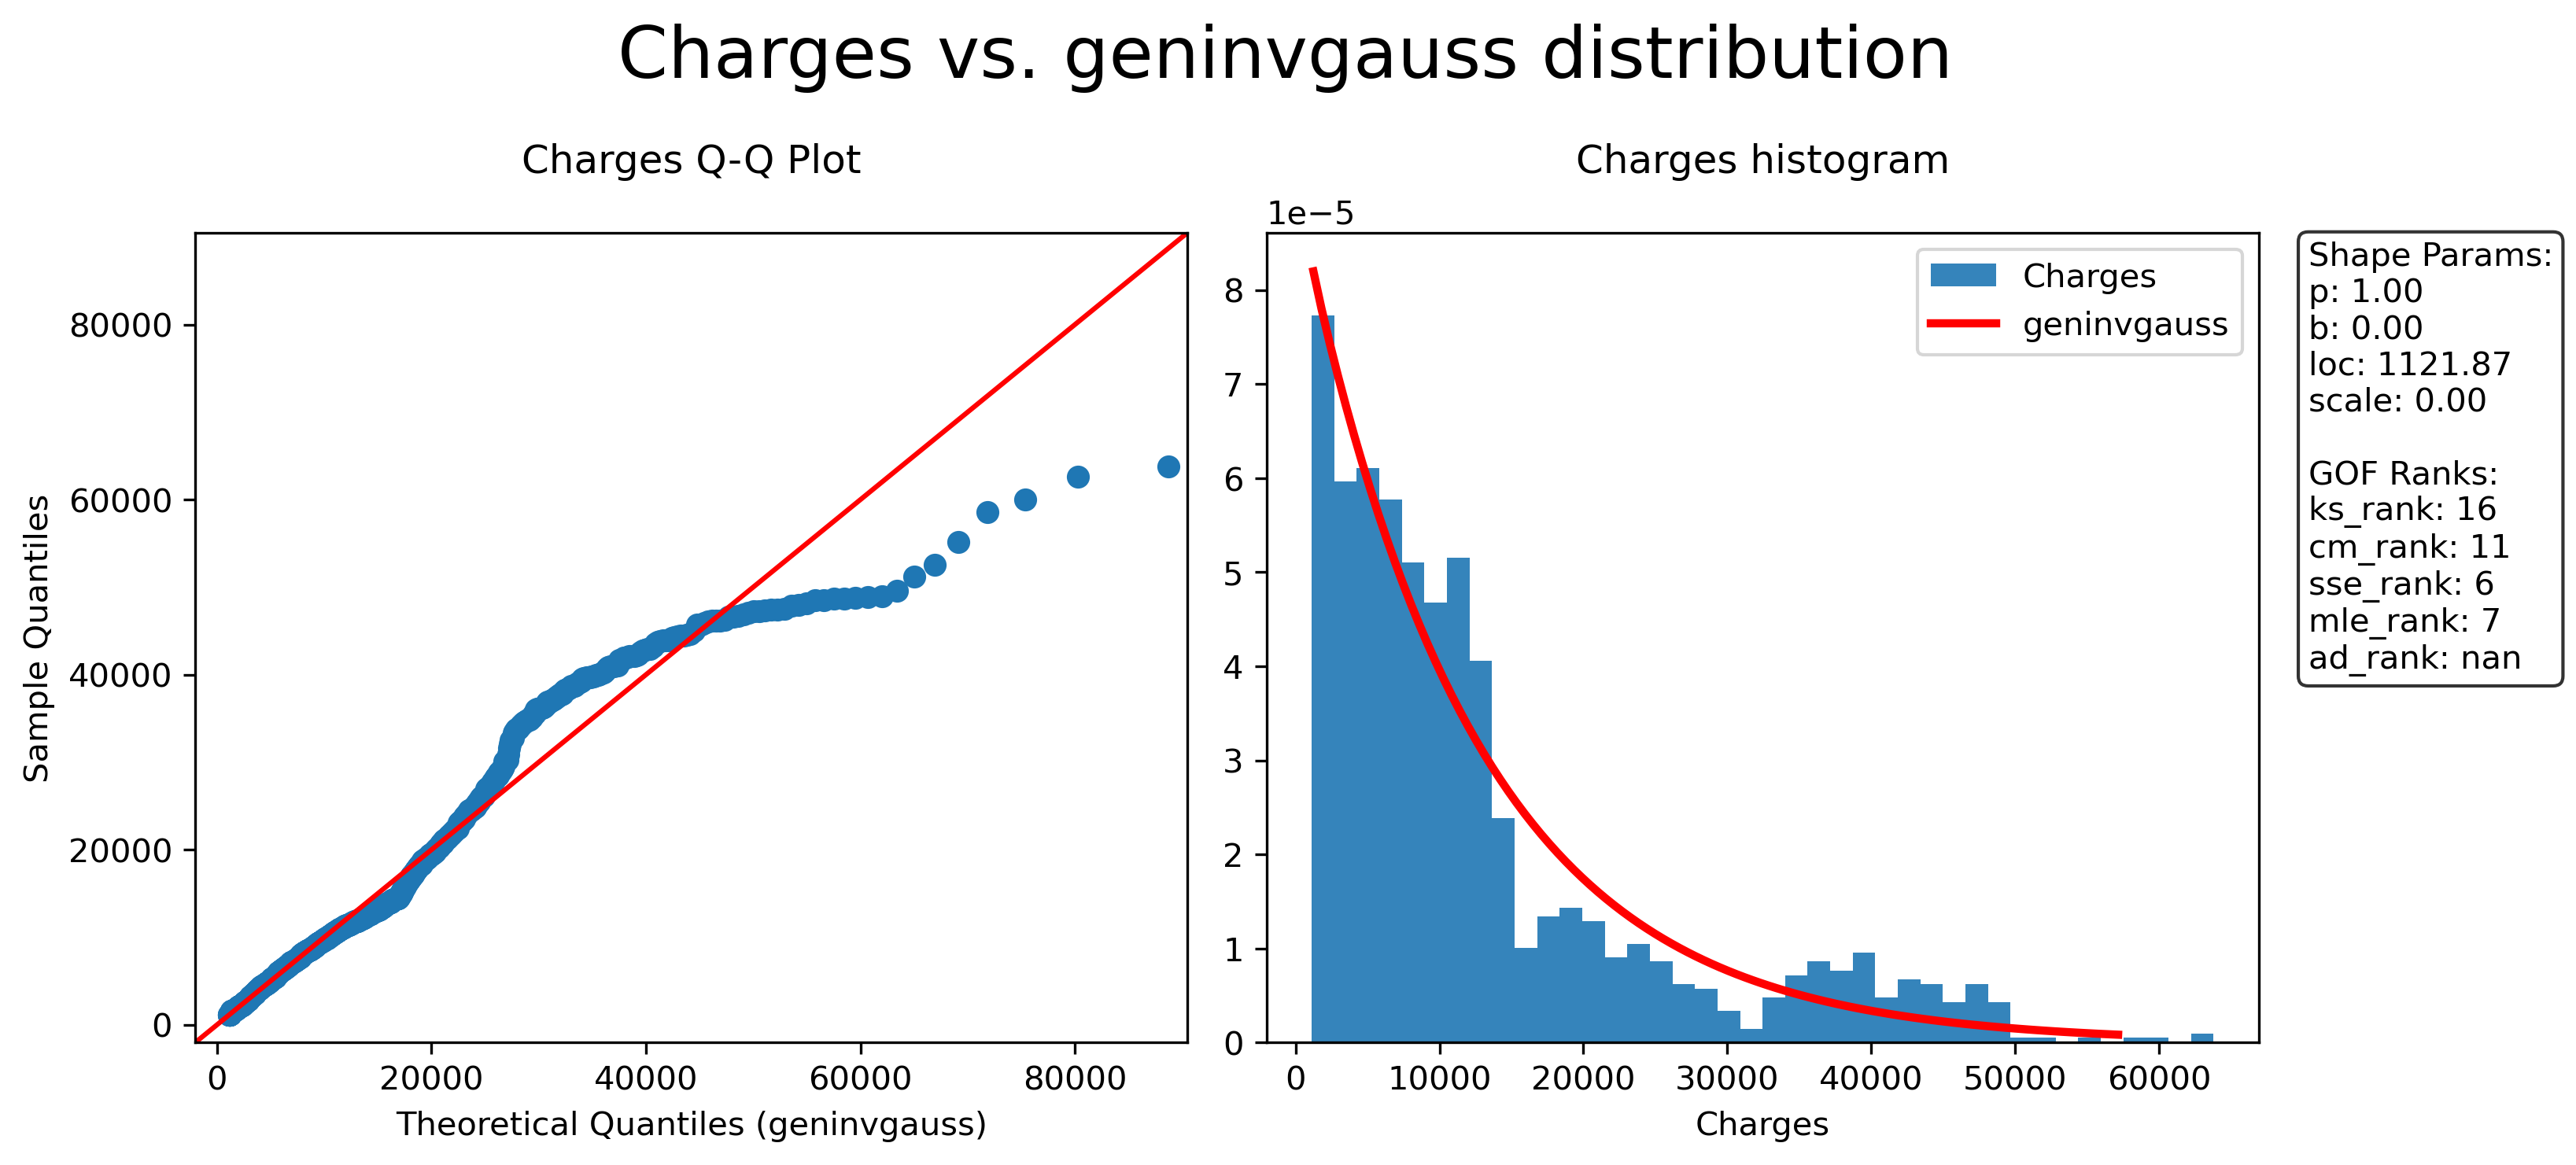 Charges vs. geninvgauss distribution
Charges Q-Q Plot
80000
60000
40000
20000
0
Sample Quantiles
0 20000 40000 60000 80000
Theoretical Quantiles (geninvgauss)
Charges histogram
1e−5
8
7
6
5
4
3
2
1
0
Charges
geninvgauss
0 10000 20000 30000 40000 50000 60000
Charges
Shape Params:
p: 1.00
b: 0.00
loc: 1121.87
scale: 0.00
GOF Ranks:
ks_rank: 16
cm_rank: 11
sse_rank: 6
mle_rank: 7
ad_rank: nan